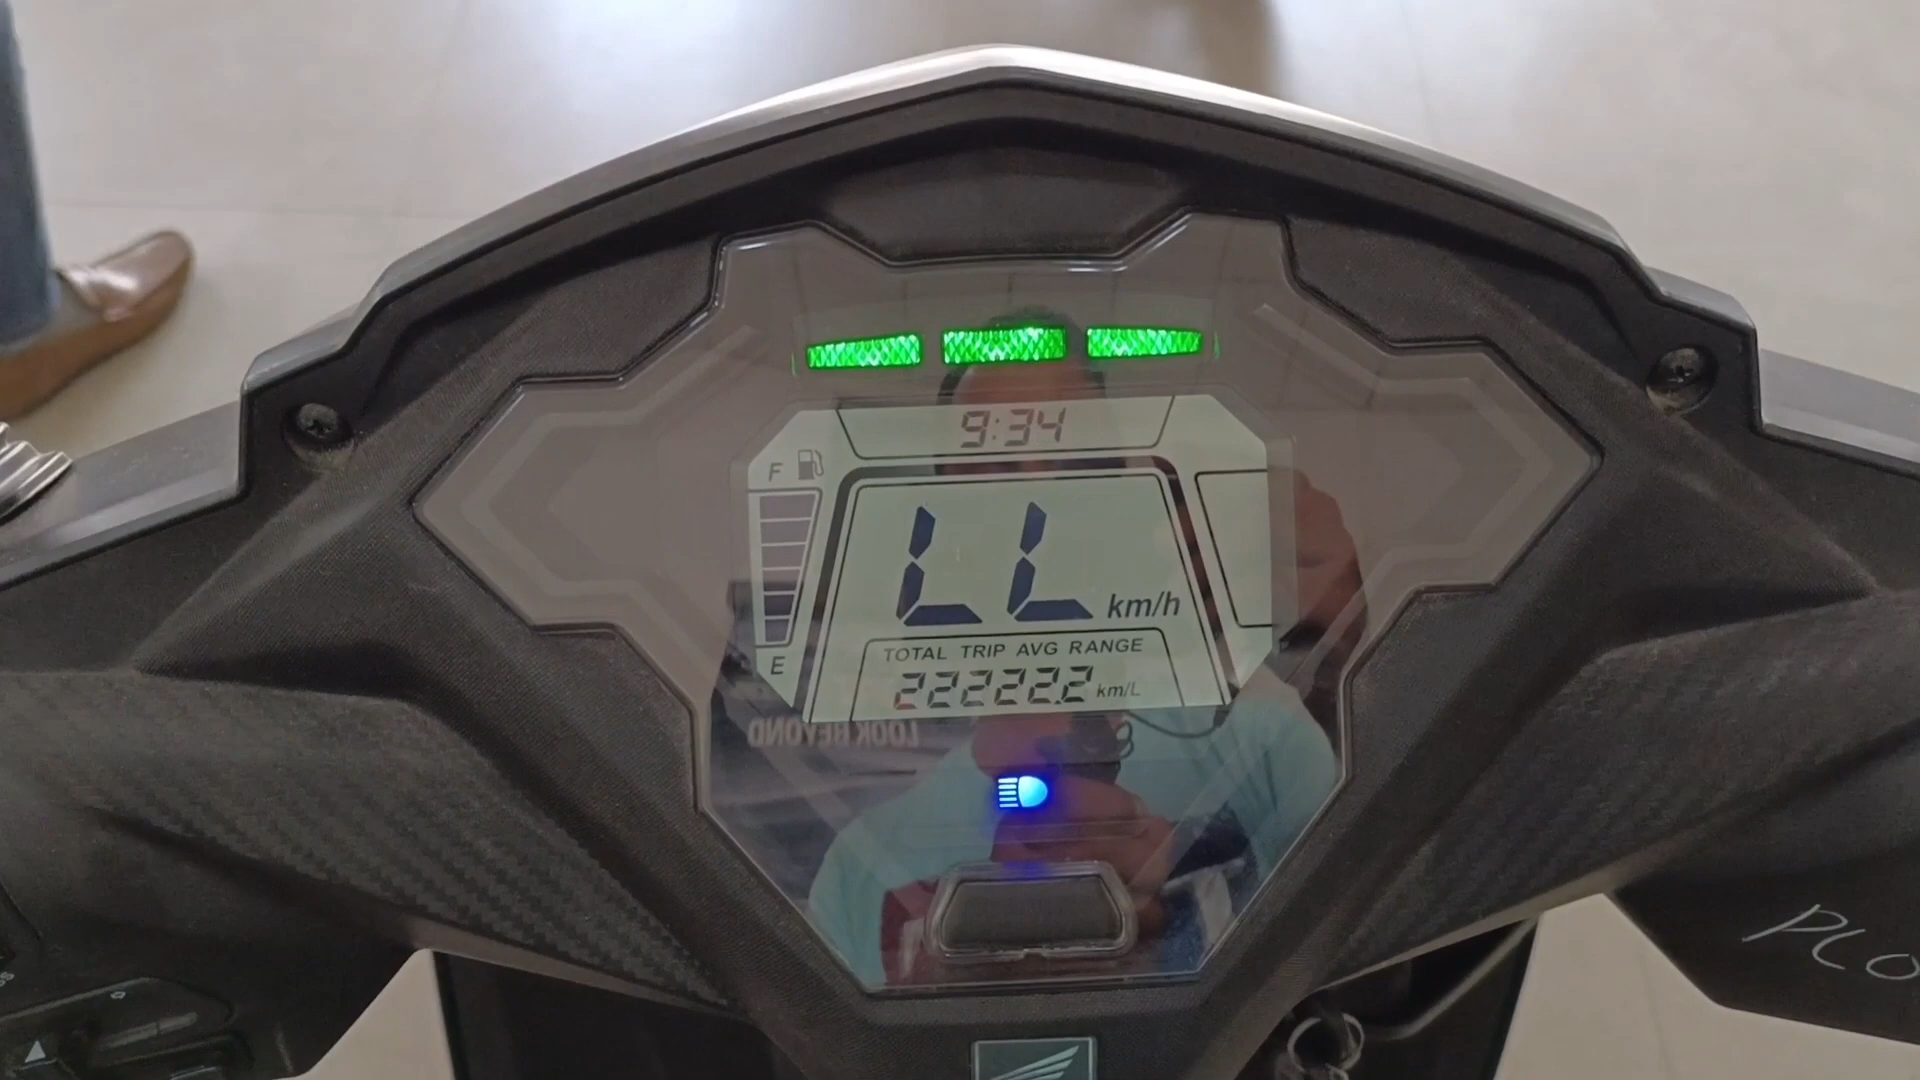 9:34
F
LL km/h
E
TOTAL TRIP AVG RANGE
22222.2 km/L
LOOK BEYOND